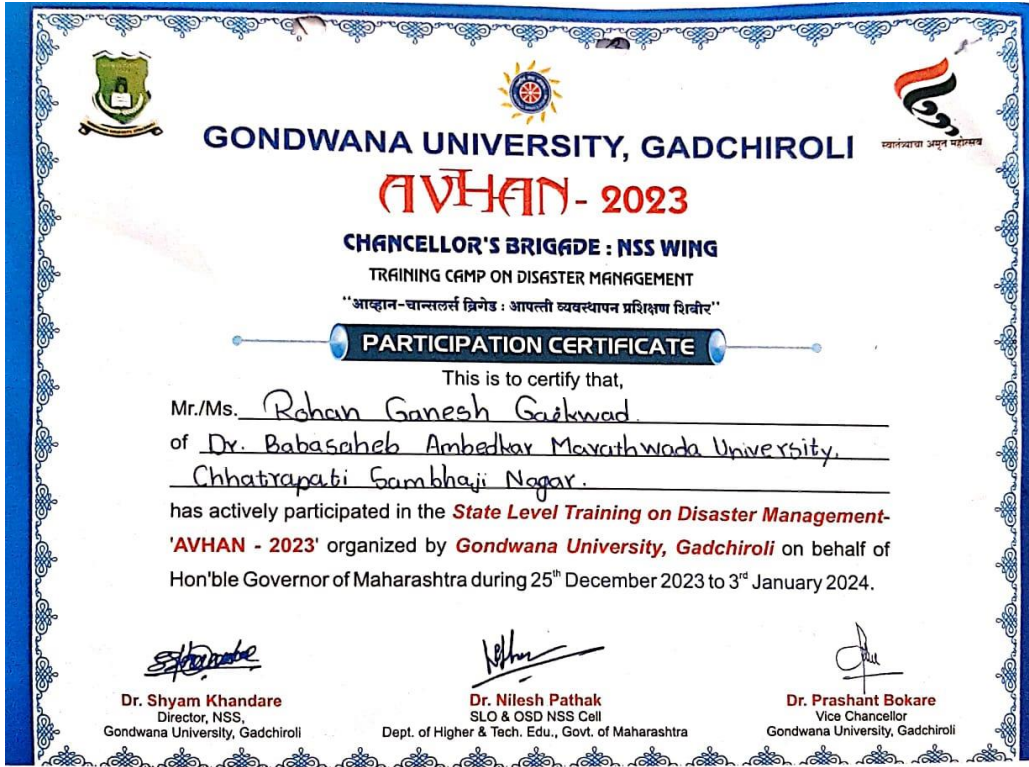 स्वातंत्र्याचा अमृत महोत्सव
GONDWANA UNIVERSITY, GADCHIROLI
AVHAN - 2023
CHANCELLOR'S BRIGADE : NSS WING
TRAINING CAMP ON DISASTER MANAGEMENT
"आव्हान-चान्सलर्स ब्रिगेड : आपत्ती व्यवस्थापन प्रशिक्षण शिबीर"
PARTICIPATION CERTIFICATE
This is to certify that,
Mr./Ms. Rohan Ganesh Gaikwad.
of Dr. Babasaheb Ambedkar Marathwada University,
Chhatrapati Sambhaji Nagar.
has actively participated in the State Level Training on Disaster Management-
'AVHAN - 2023' organized by Gondwana University, Gadchiroli on behalf of
Hon'ble Governor of Maharashtra during 25th December 2023 to 3rd January 2024.
Dr. Shyam Khandare
Director, NSS,
Gondwana University, Gadchiroli
Dr. Nilesh Pathak
SLO & OSD NSS Cell
Dept. of Higher & Tech. Edu., Govt. of Maharashtra
Dr. Prashant Bokare
Vice Chancellor
Gondwana University, Gadchiroli